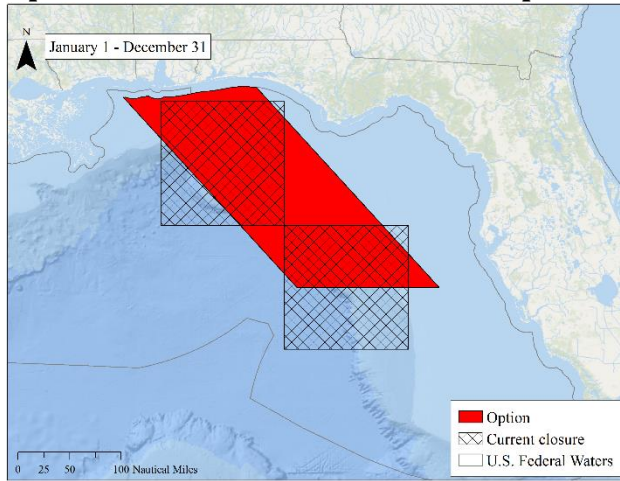 N
January 1 - December 31
Option
Current closure
U.S. Federal Waters
0 25 50 100 Nautical Miles